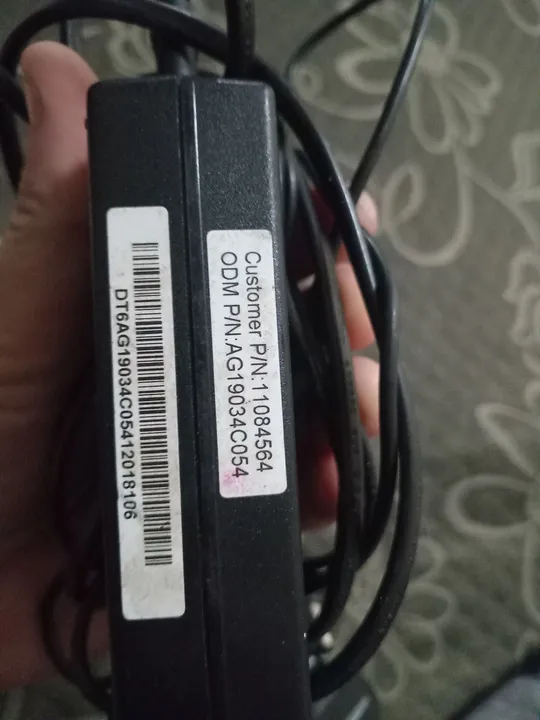 Customer P/N:11084564
ODM P/N:AG19034C054
DT6AG19034C05412018106